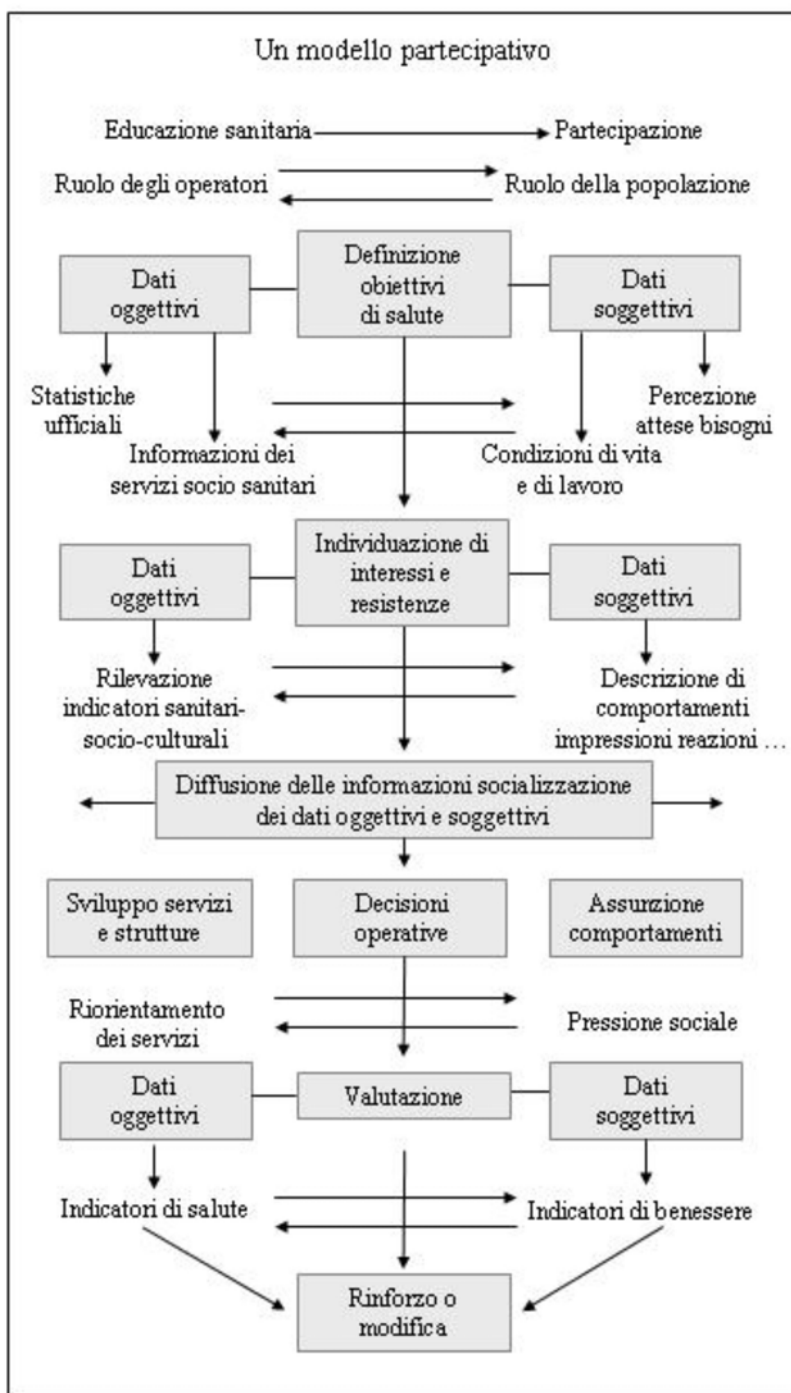 Un modello partecipativo
Educazione sanitaria
Partecipazione
Ruolo degli operatori
Ruolo della popolazione
Dati
oggettivi
Definizione
obiettivi
di salute
Dati
soggettivi
Statistiche
ufficiali
Informazioni dei
servizi socio sanitari
Condizioni di vita
e di lavoro
Percezione
attese bisogni
Dati
oggettivi
Individuazione di
interessi e
resistenze
Dati
soggettivi
Rilevazione
indicatori sanitari-
socio-culturali
Descrizione di
comportamenti
impressioni reazioni …
Diffusione delle informazioni socializzazione
dei dati oggettivi e soggettivi
Sviluppo servizi
e strutture
Decisioni
operative
Assunzione
comportamenti
Riorientamento
dei servizi
Pressione sociale
Dati
oggettivi
Valutazione
Dati
soggettivi
Indicatori di salute
Indicatori di benessere
Rinforzo o
modifica